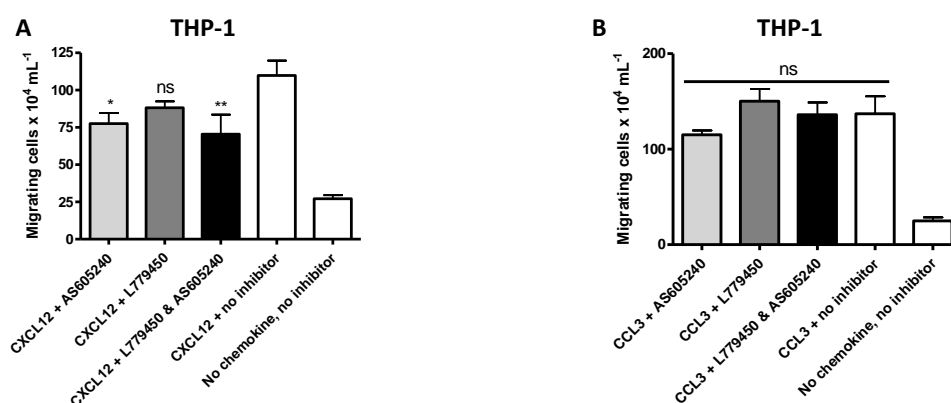 A
THP-1
Migrating cells x 10⁴ mL⁻¹
125
100
75
50
25
0
*
ns
**
CXCL12 + AS605240
CXCL12 + L779450
CXCL12 + L779450 & AS605240
CXCL12 + no inhibitor
No chemokine, no inhibitor
B
THP-1
Migrating cells x 10⁴ mL⁻¹
200
150
100
50
0
ns
CCL3 + AS605240
CCL3 + L779450
CCL3 + L779450 & AS605240
CCL3 + no inhibitor
No chemokine, no inhibitor